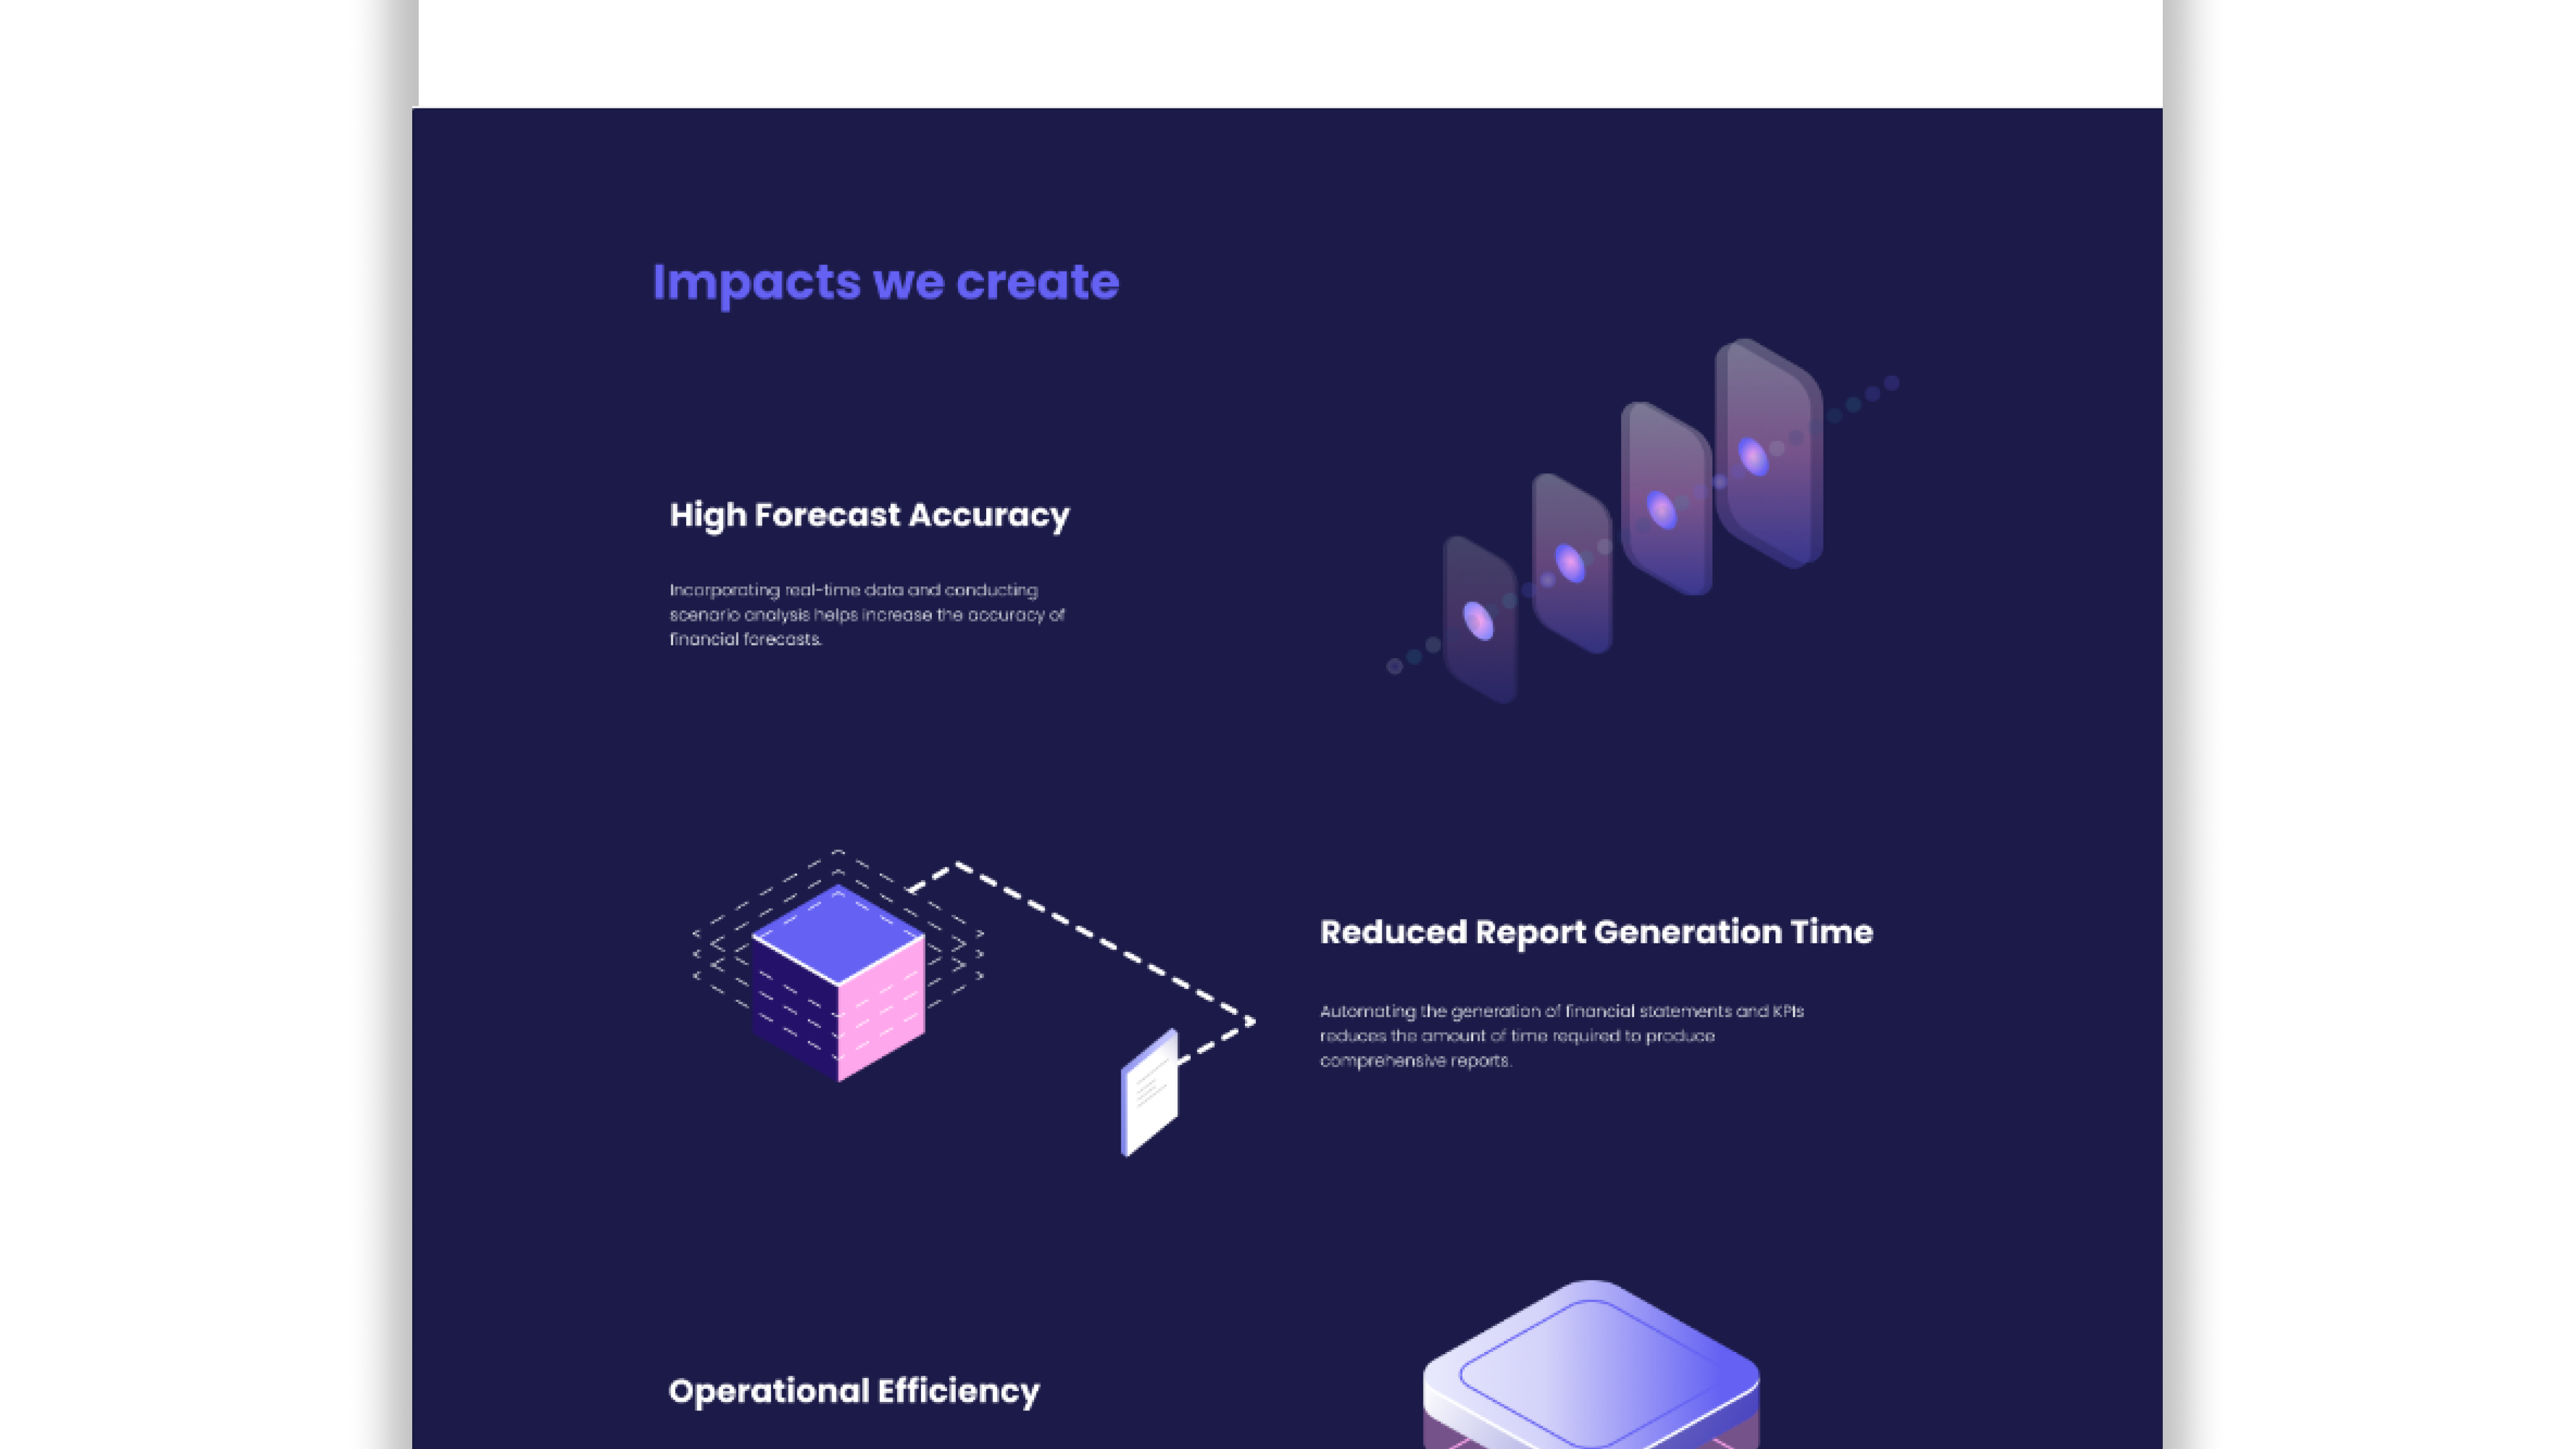 Impacts we create
High Forecast Accuracy
Incorporating real-time data and conducting
scenario analysis helps increase the accuracy of
financial forecasts.
Reduced Report Generation Time
Automating the generation of financial statements and KPIs
reduces the amount of time required to produce
comprehensive reports.
Operational Efficiency